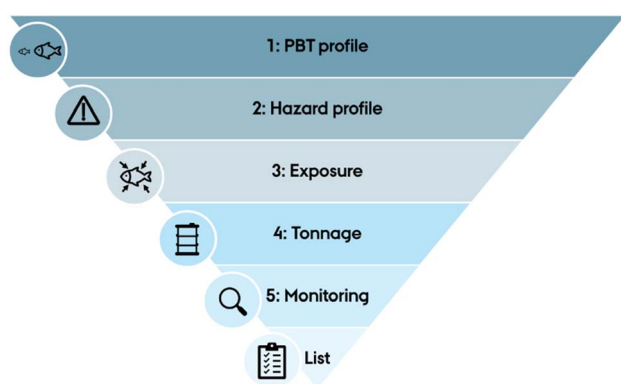 1: PBT profile
2: Hazard profile
3: Exposure
4: Tonnage
5: Monitoring
List